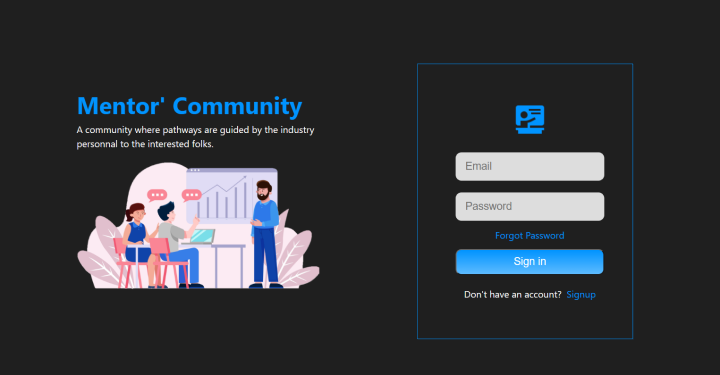 Mentor' Community
A community where pathways are guided by the industry
personnal to the interested folks.
Email
Password
Forgot Password
Sign in
Don't have an account? Signup